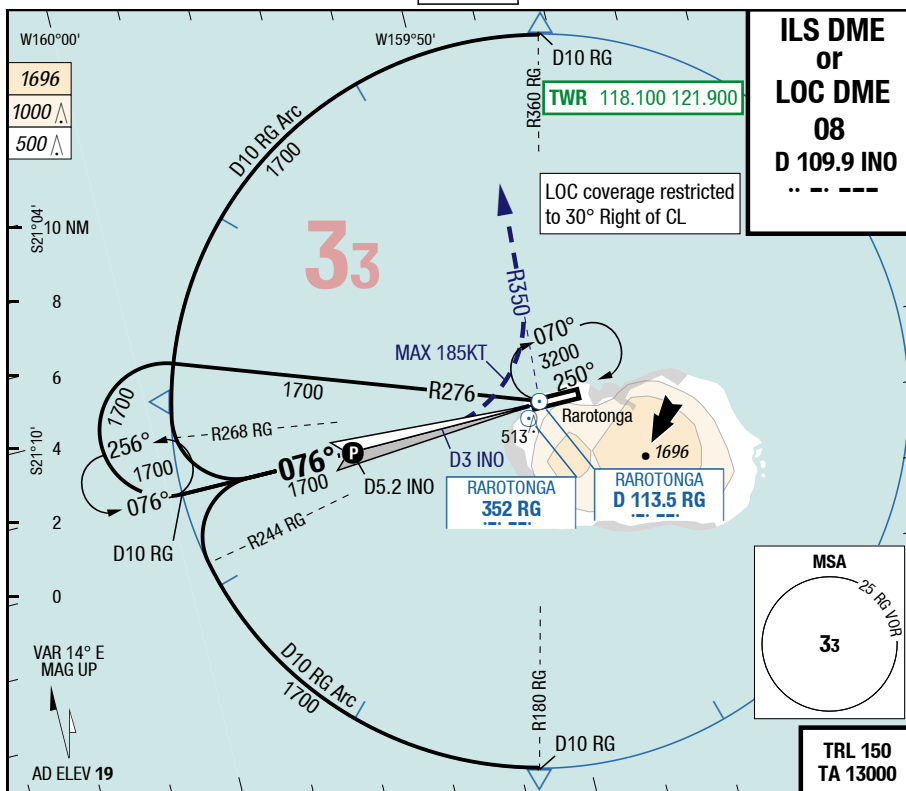 W160°00'
W159°50'
D10 RG
ILS DME
or
LOC DME
08
D 109.9 INO
1696
1000
500
TWR 118.100 121.900
R360 RG
D10 RG Arc
1700
LOC coverage restricted
to 30° Right of CL
S21°04'
10 NM
33
8
R350
070°
3200
250°
MAX 185KT
6
1700
R276
Rarotonga
1700
R268 RG
256°
1700
076°
513
1696
S21°10'
4
076°
1700
P
D3 INO
D5.2 INO
RAROTONGA
352 RG
RAROTONGA
D 113.5 RG
2
R244 RG
D10 RG
MSA
25 RG VOR
33
0
VAR 14° E
MAG UP
D10 RG Arc
1700
R180 RG
D10 RG
AD ELEV 19
TRL 150
TA 13000